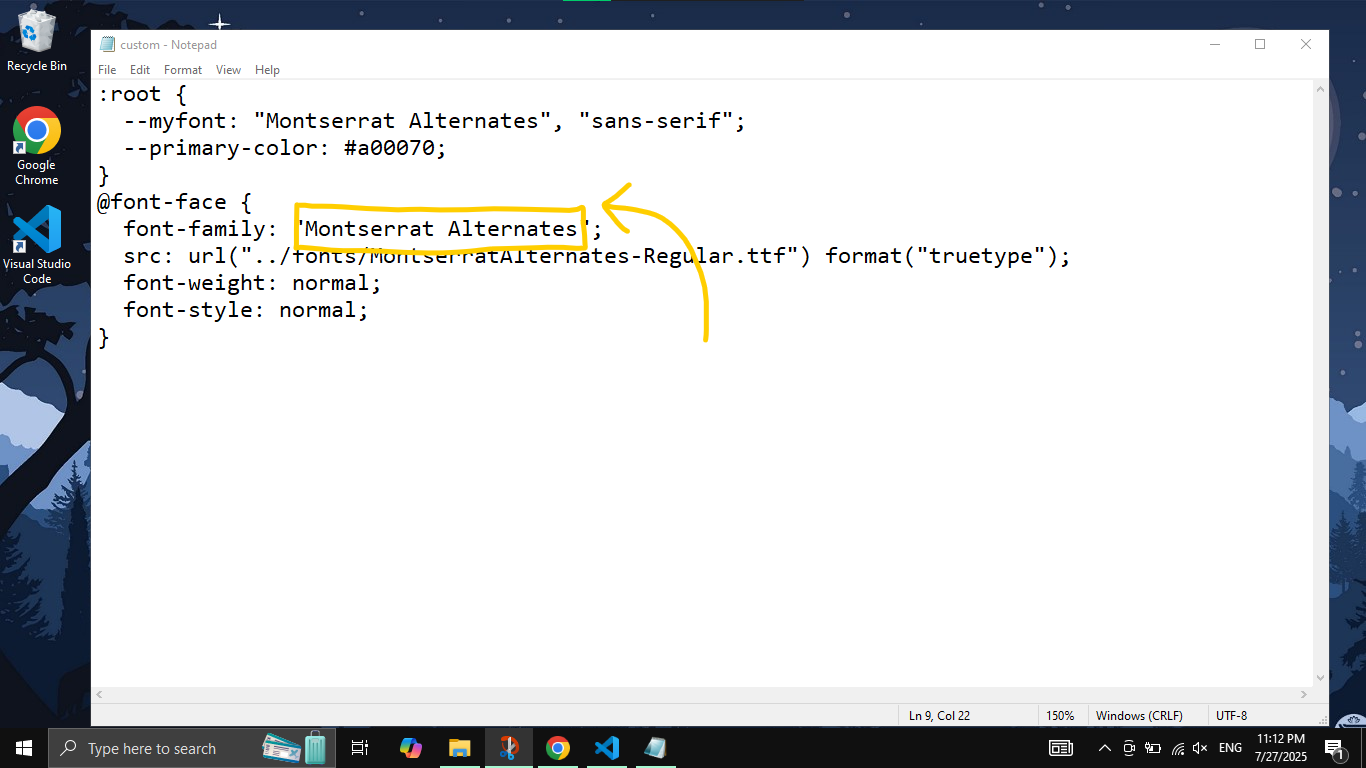 Recycle Bin
Google
Chrome
Visual Studio
Code
custom - Notepad
File Edit Format View Help
:root {
--myfont: "Montserrat Alternates", "sans-serif";
--primary-color: #a00070;
}
@font-face {
font-family: "Montserrat Alternates";
src: url("../fonts/MontserratAlternates-Regular.ttf") format("truetype");
font-weight: normal;
font-style: normal;
}
Ln 9, Col 22 150% Windows (CRLF) UTF-8
Type here to search
ENG
11:12 PM
7/27/2025
1